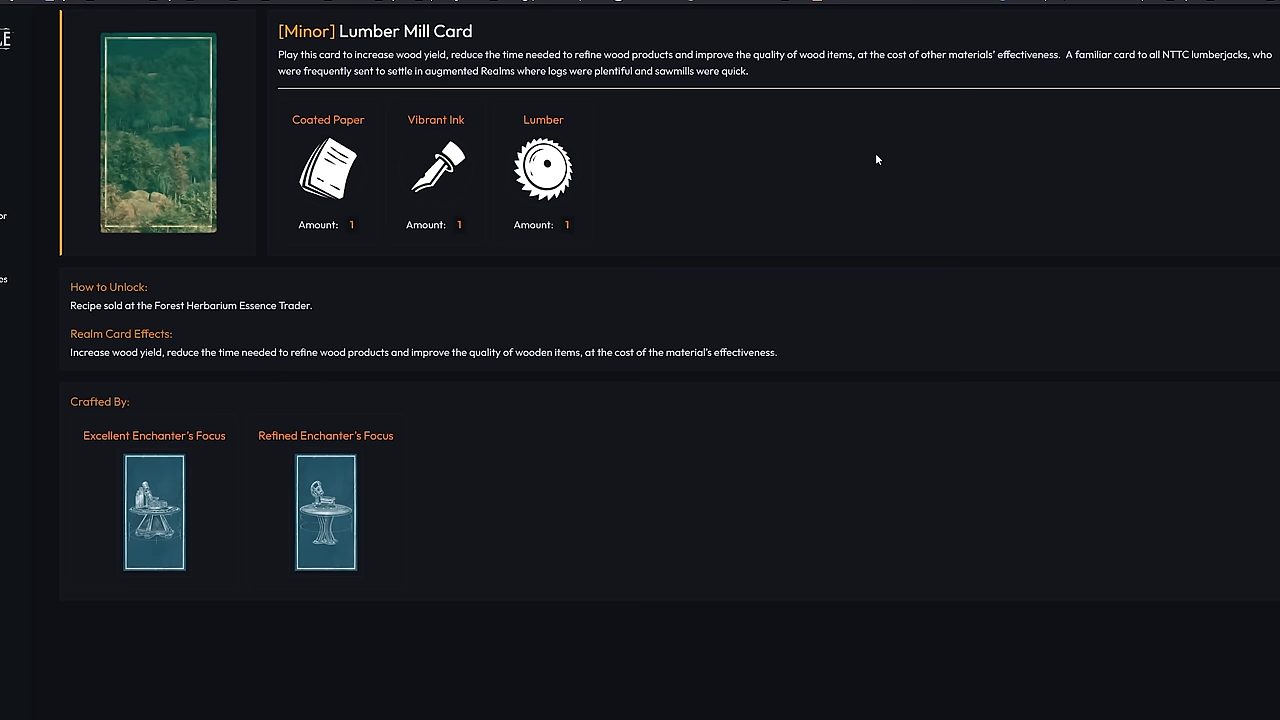 [Minor] Lumber Mill Card
Play this card to increase wood yield, reduce the time needed to refine wood products and improve the quality of wood items, at the cost of other materials' effectiveness. A familiar card to all NTTC lumberjacks, who
were frequently sent to settle in augmented Realms where logs were plentiful and sawmills were quick.
Coated Paper Vibrant Ink Lumber
Amount: 1 Amount: 1 Amount: 1
How to Unlock:
Recipe sold at the Forest Herbarium Essence Trader.
Realm Card Effects:
Increase wood yield, reduce the time needed to refine wood products and improve the quality of wooden items, at the cost of the material's effectiveness.
Crafted By:
Excellent Enchanter's Focus Refined Enchanter's Focus